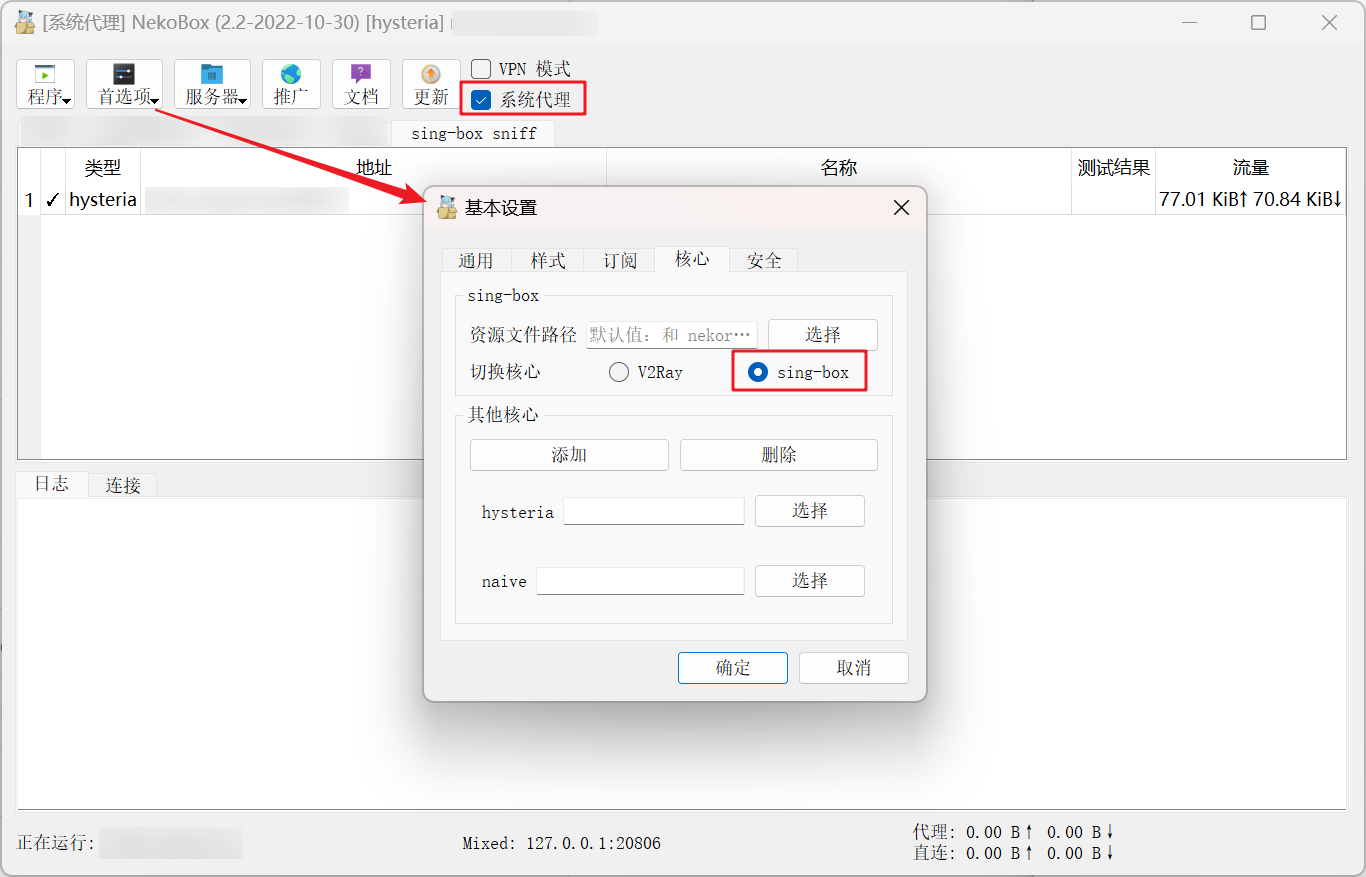 [系统代理] NekoBox (2.2-2022-10-30) [hysteria]
程序 首选项 服务器 推广 文档 更新
VPN 模式
系统代理
sing-box sniff
类型 地址 名称 测试结果 流量
1 ✓ hysteria 77.01 KiB↑ 70.84 KiB↓
基本设置
通用 样式 订阅 核心 安全
sing-box
资源文件路径 默认值: 和 nekor… 选择
切换核心 V2Ray sing-box
其他核心
添加 删除
hysteria 选择
naive 选择
确定 取消
日志 连接
正在运行: Mixed: 127.0.0.1:20806
代理: 0.00 B↑ 0.00 B↓
直连: 0.00 B↑ 0.00 B↓